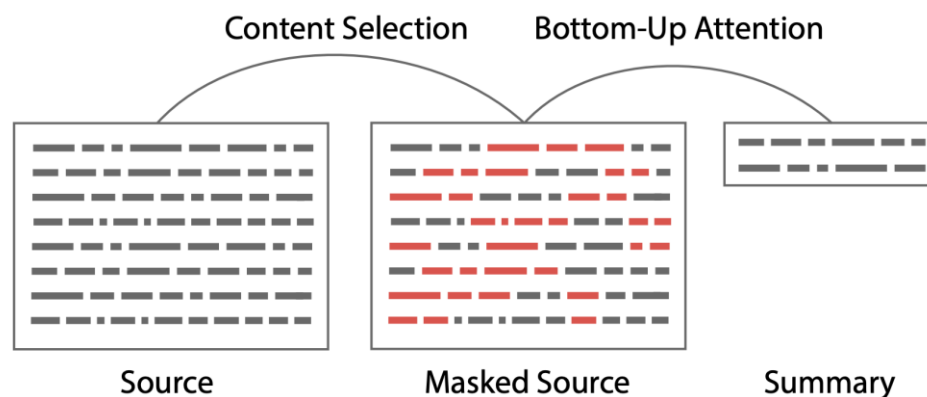 Content Selection
Bottom-Up Attention
Source
Masked Source
Summary